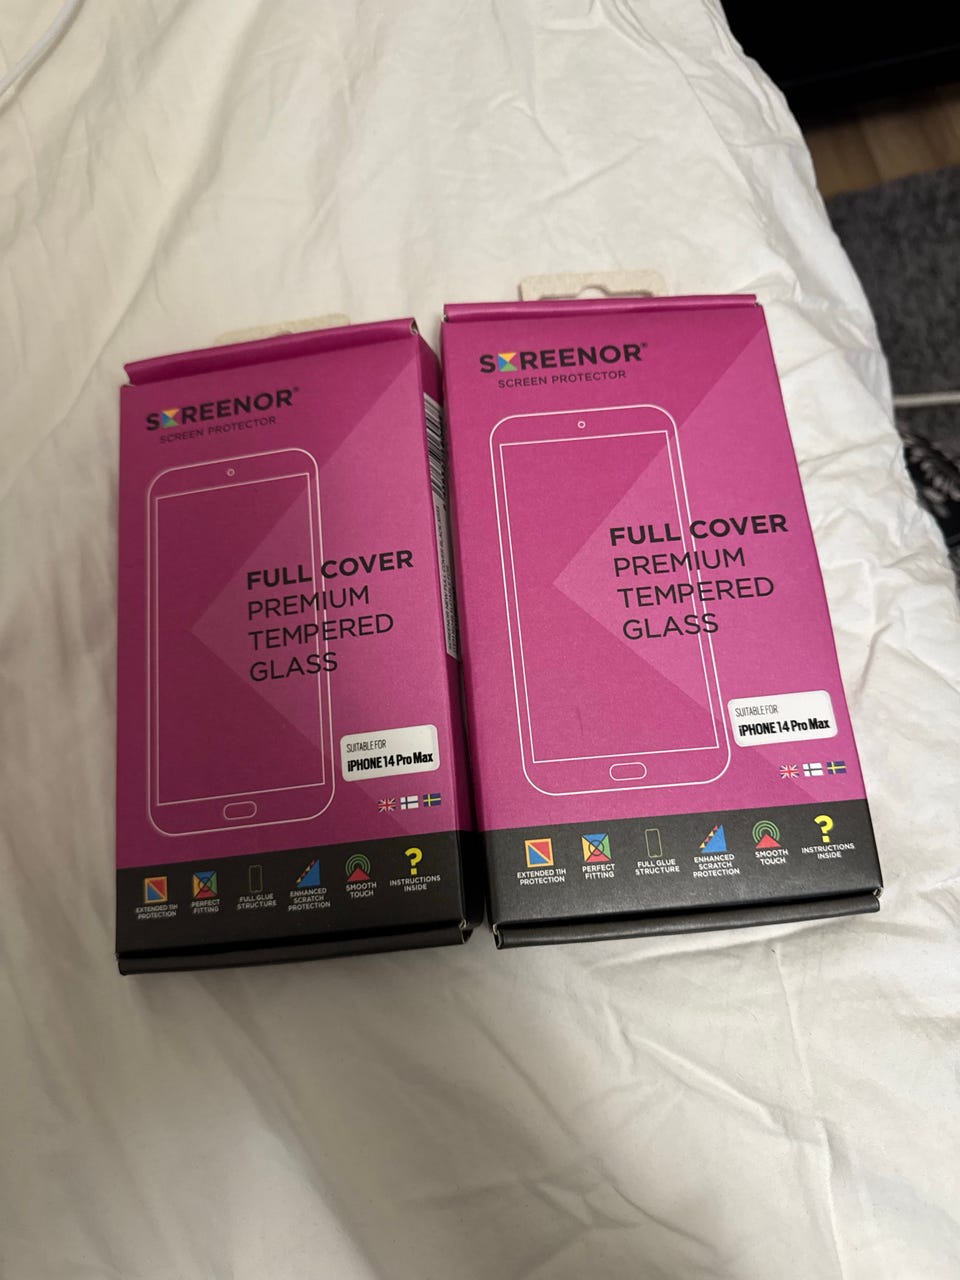 SCREENOR®
SCREEN PROTECTOR
FULL COVER
PREMIUM
TEMPERED
GLASS
SUITABLE FOR
iPHONE 14 Pro Max
EXTENDED 11H
PROTECTION
PERFECT
FITTING
FULL GLUE
STRUCTURE
ENHANCED
SCRATCH
PROTECTION
SMOOTH
TOUCH
?
INSTRUCTIONS
INSIDE
SCREENOR®
SCREEN PROTECTOR
FULL COVER
PREMIUM
TEMPERED
GLASS
SUITABLE FOR:
iPHONE 14 Pro Max
EXTENDED 11H
PROTECTION
PERFECT
FITTING
FULL GLUE
STRUCTURE
ENHANCED
SCRATCH
PROTECTION
SMOOTH
TOUCH
?
INSTRUCTIONS
INSIDE